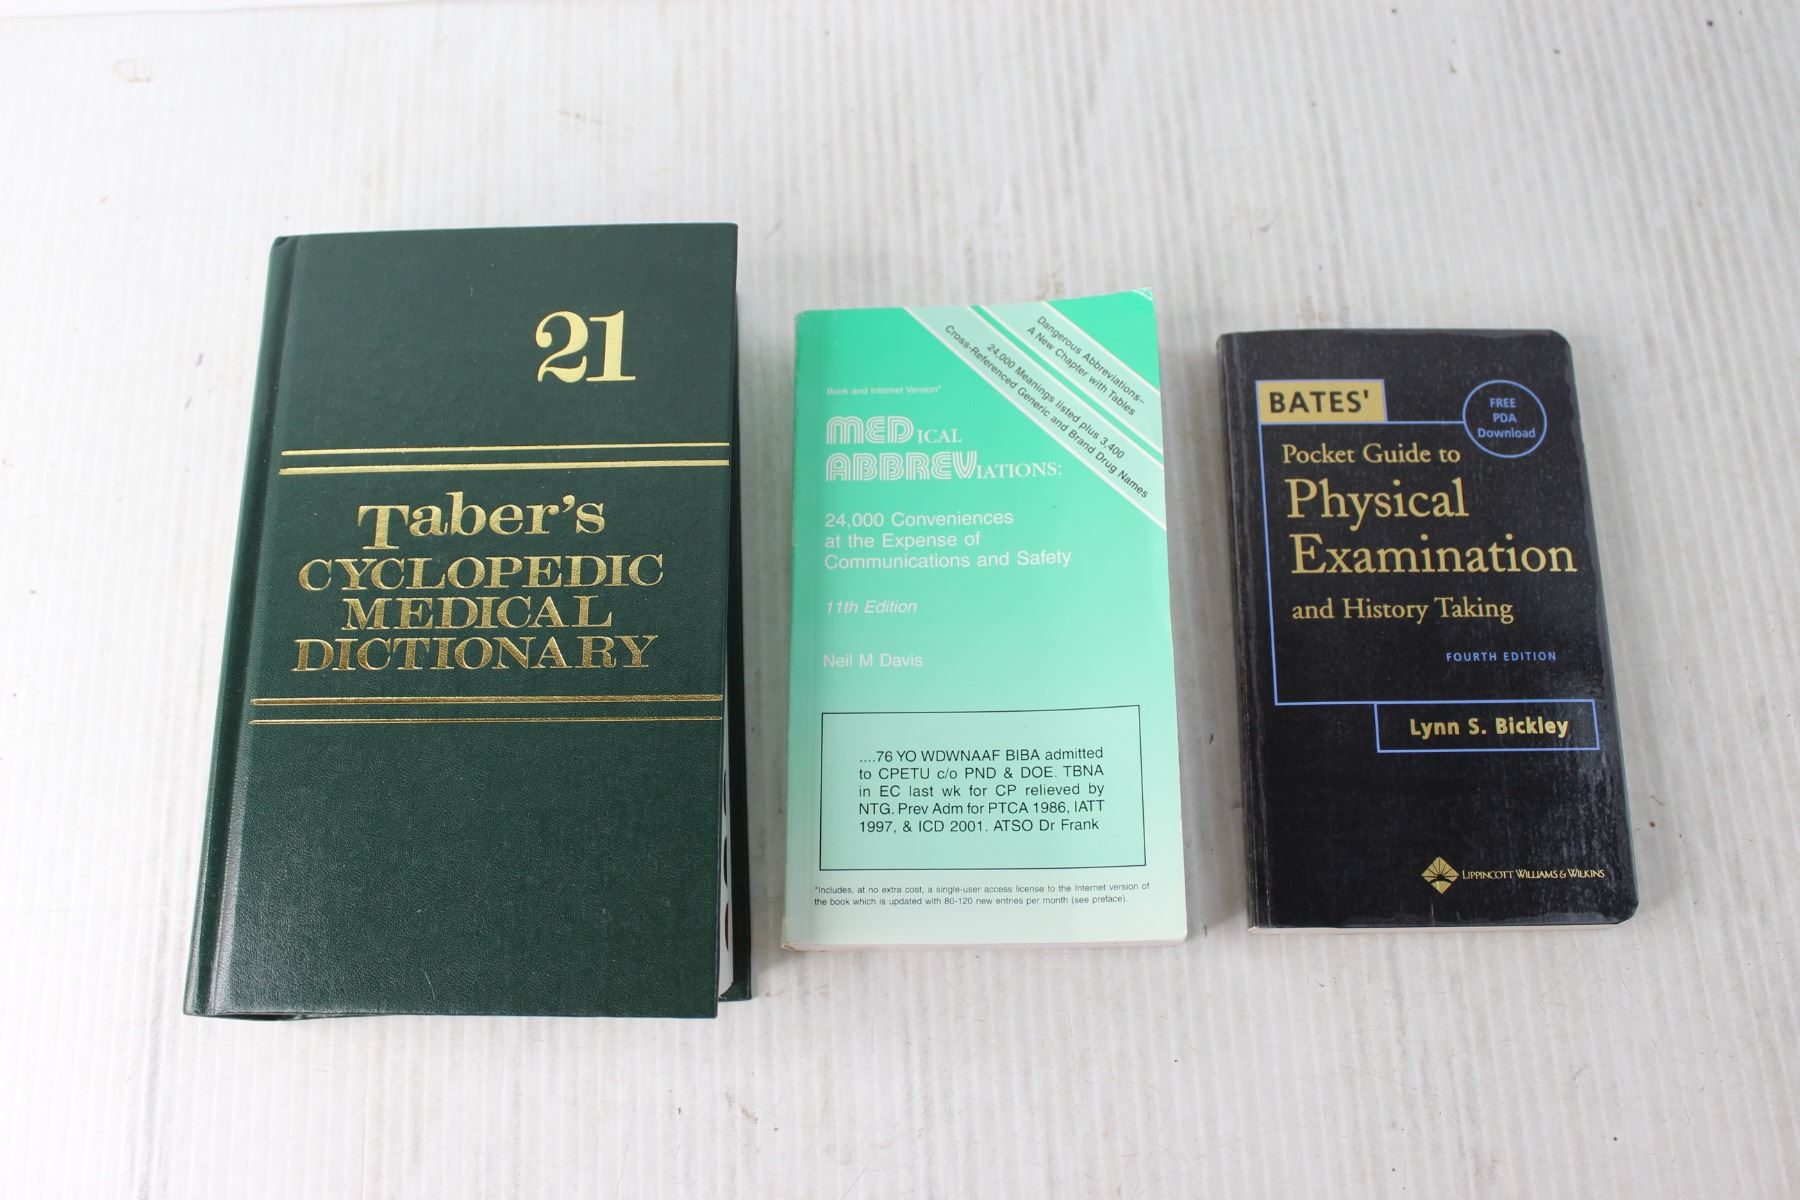 21
Taber's
CYCLOPEDIC
MEDICAL
DICTIONARY
Dangerous Abbreviations–
A New Chapter with Tables
24,000 Meanings listed plus 3,400
Cross-Referenced Generic and Brand Drug Names
Book and Internet Version*
MEDICAL
ABBREVIATIONS:
24,000 Conveniences
at the Expense of
Communications and Safety
11th Edition
Neil M Davis
....76 YO WDWNAAF BIBA admitted
to CPETU c/o PND & DOE. TBNA
in EC last wk for CP relieved by
NTG. Prev Adm for PTCA 1986, IATT
1997, & ICD 2001. ATSO Dr Frank
*Includes, at no extra cost, a single-user access license to the Internet version of
the book which is updated with 80-120 new entries per month (see preface).
BATES'
FREE
PDA
Download
Pocket Guide to
Physical
Examination
and History Taking
FOURTH EDITION
Lynn S. Bickley
LIPPINCOTT WILLIAMS & WILKINS